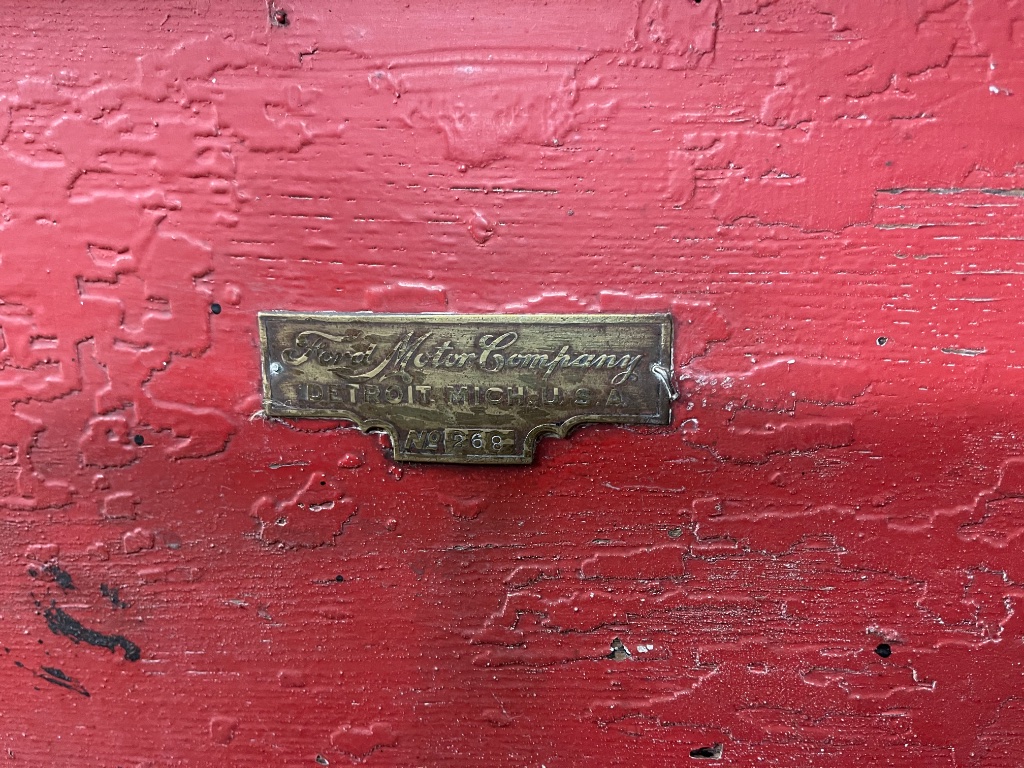 Ford Motor Company
DETROIT. MICH. U.S.A.
No 268